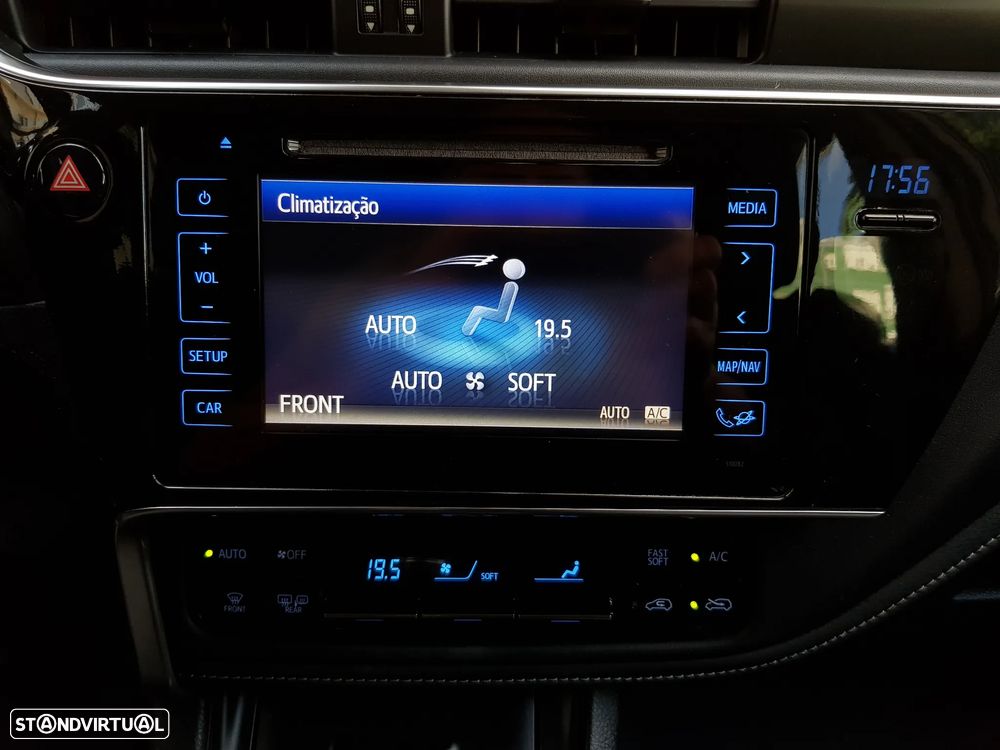 17:56
Climatização
MEDIA
+
VOL
−
AUTO
19.5
SETUP
MAP/NAV
AUTO
SOFT
CAR
FRONT
AUTO
A/C
AUTO
OFF
19.5
SOFT
FAST
SOFT
A/C
FRONT
REAR
STANDVIRTUAL